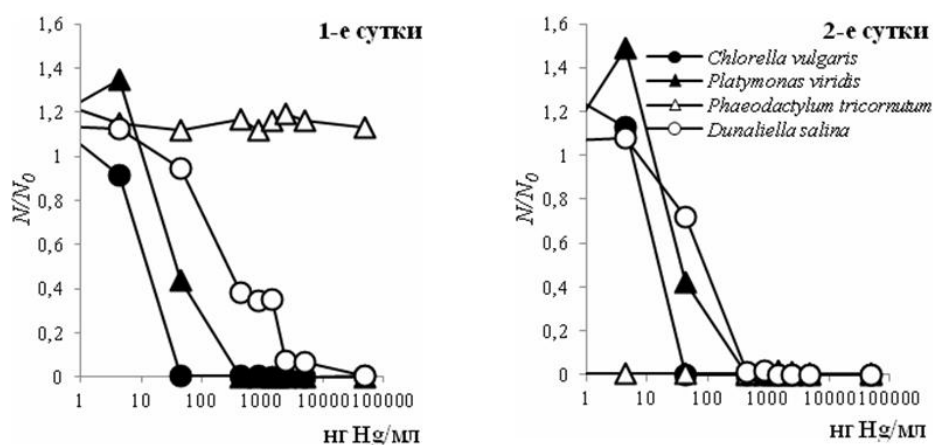 1-е сутки
1,6
1,4
1,2
1
0,8
0,6
0,4
0,2
0
N/N0
1 10 100 1000 10000 100000
нг Hg/мл
2-е сутки
Chlorella vulgaris
Platymonas viridis
Phaeodactylum tricornutum
Dunaliella salina
1,6
1,4
1,2
1
0,8
0,6
0,4
0,2
0
N/N0
1 10 100 1000 10000 100000
нг Hg/мл